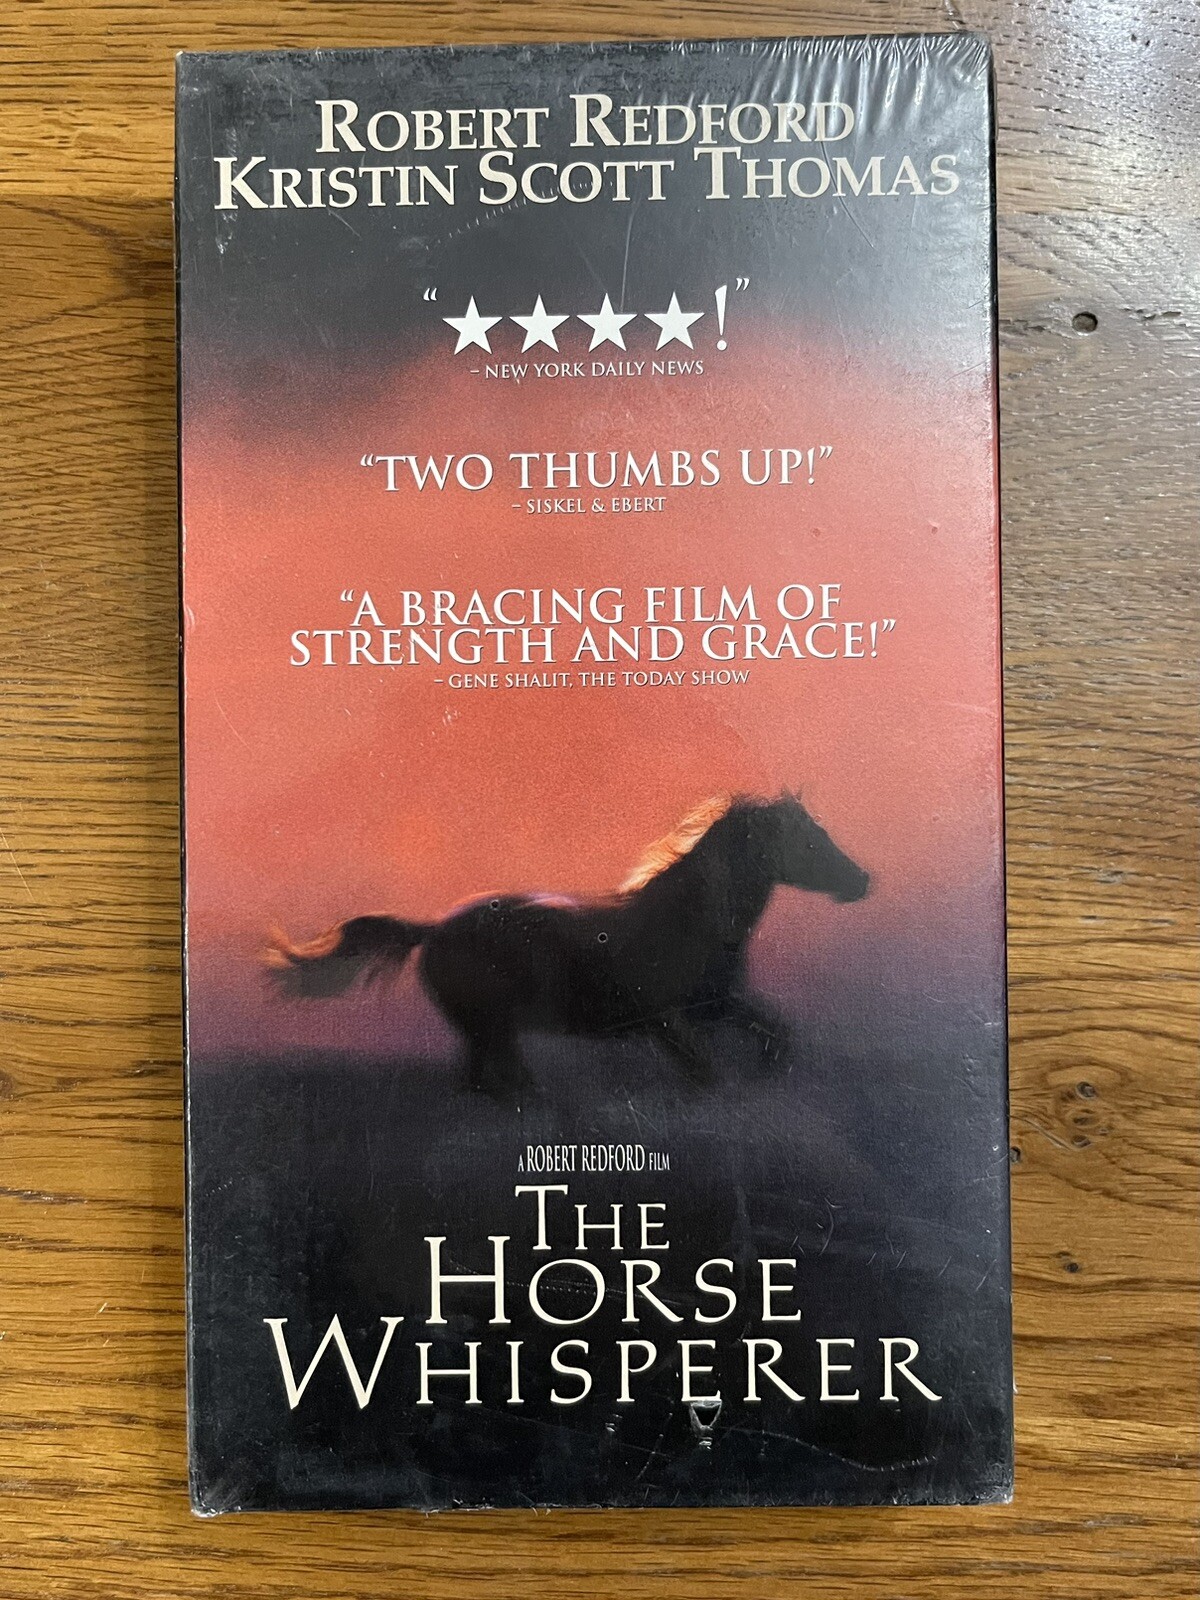 ROBERT REDFORD
KRISTIN SCOTT THOMAS
“★★★★!”
– NEW YORK DAILY NEWS
“TWO THUMBS UP!”
– SISKEL & EBERT
“A BRACING FILM OF
STRENGTH AND GRACE!”
– GENE SHALIT, THE TODAY SHOW
A ROBERT REDFORD FILM
THE
HORSE
WHISPERER